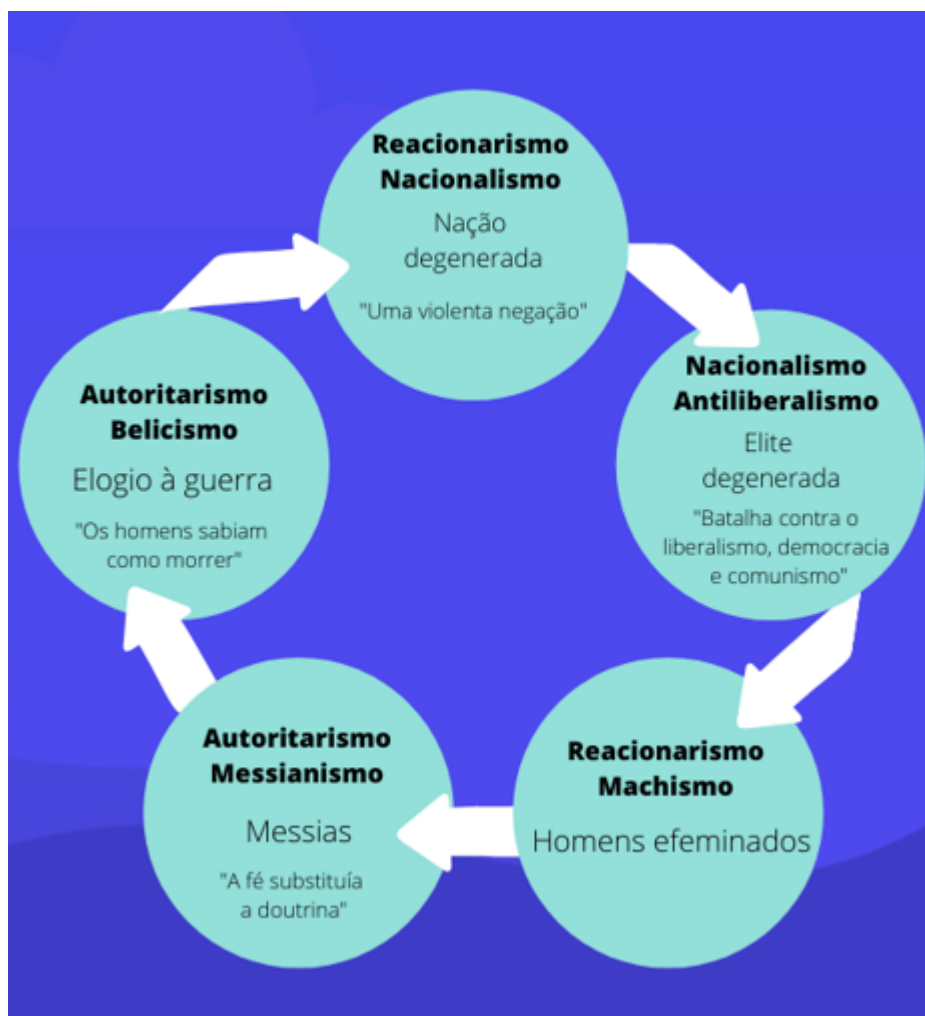 Reacionarismo
Nacionalismo
Nação
degenerada
"Uma violenta negação"
Nacionalismo
Antiliberalismo
Elite
degenerada
"Batalha contra o
liberalismo, democracia
e comunismo"
Reacionarismo
Machismo
Homens efeminados
Autoritarismo
Messianismo
Messias
"A fé substituía
a doutrina"
Autoritarismo
Belicismo
Elogio à guerra
"Os homens sabiam
como morrer"